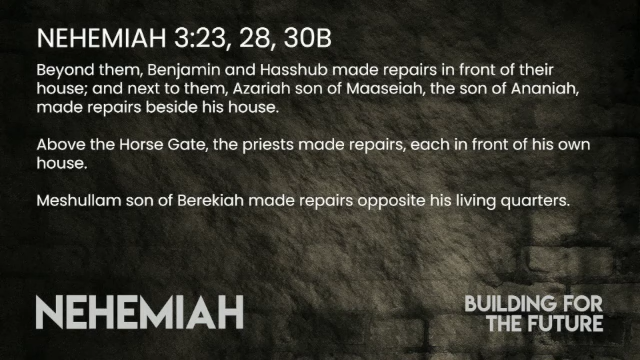 NEHEMIAH 3:23, 28, 30B
Beyond them, Benjamin and Hasshub made repairs in front of their
house; and next to them, Azariah son of Maaseiah, the son of Ananiah,
made repairs beside his house.
Above the Horse Gate, the priests made repairs, each in front of his own
house.
Meshullam son of Berekiah made repairs opposite his living quarters.
NEHEMIAH
BUILDING FOR
THE FUTURE